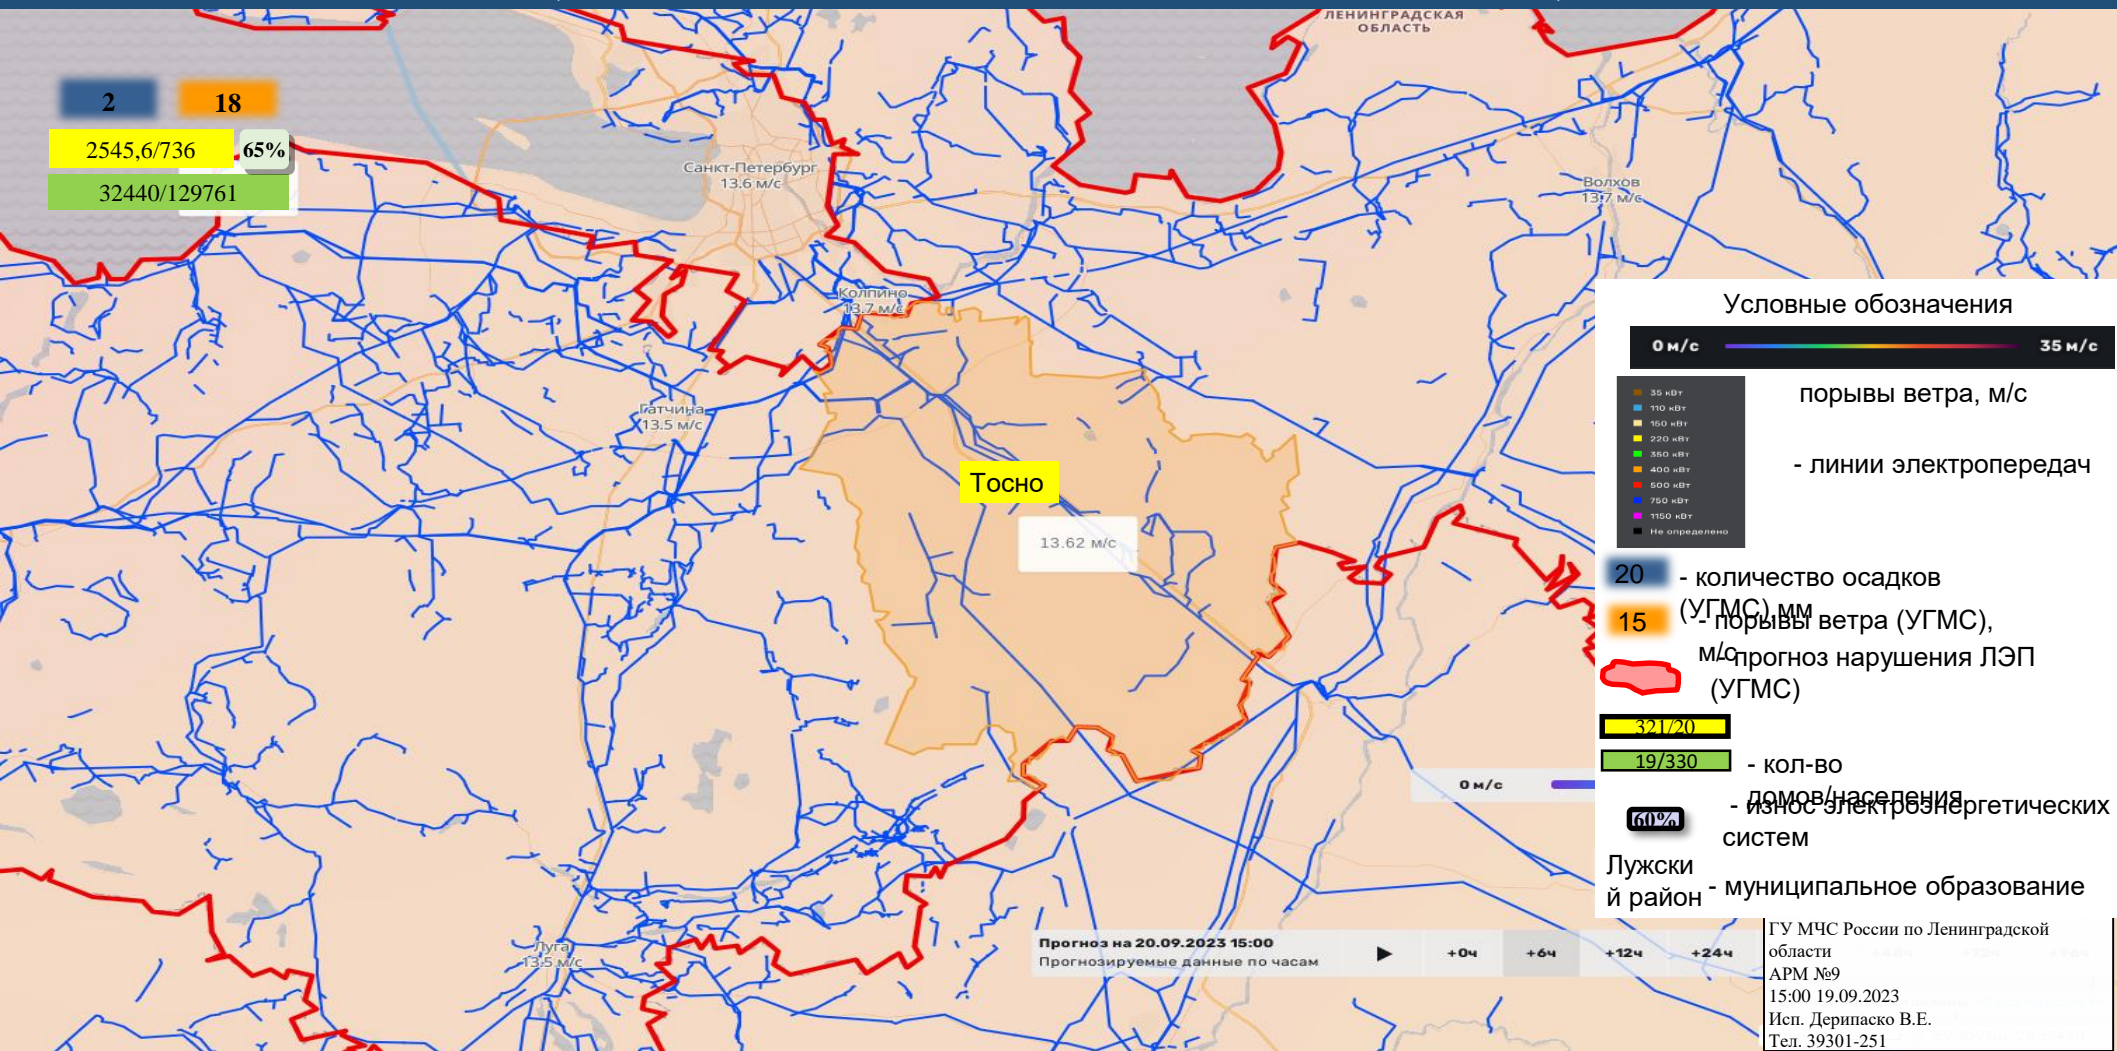 ЛЕНИНГРАДСКАЯ
ОБЛАСТЬ
2
18
2545,6/736
65%
32440/129761
Санкт-Петербург
13.6 м/с
Волхов
13.7 м/с
Колпино
13.7 м/с
Гатчина
13.5 м/с
Тосно
13.62 м/с
Луга
13.5 м/с
0 м/с
Прогноз на 20.09.2023 15:00
Прогнозируемые данные по часам
+0ч
+6ч
+12ч
+24ч
Условные обозначения
0 м/с
35 м/с
порывы ветра, м/с
35 кВт
110 кВт
150 кВт
220 кВт
350 кВт
400 кВт
500 кВт
750 кВт
1150 кВт
Не определено
- линии электропередач
20
- количество осадков
(УГМС),мм
15
- порывы ветра (УГМС),
м/с
- прогноз нарушения ЛЭП
(УГМС)
321/20
19/330
- кол-во
домов/населения
60%
- износ электроэнергетических
систем
Лужски
й район
- муниципальное образование
ГУ МЧС России по Ленинградской
области
АРМ №9
15:00 19.09.2023
Исп. Дерипаско В.Е.
Тел. 39301-251